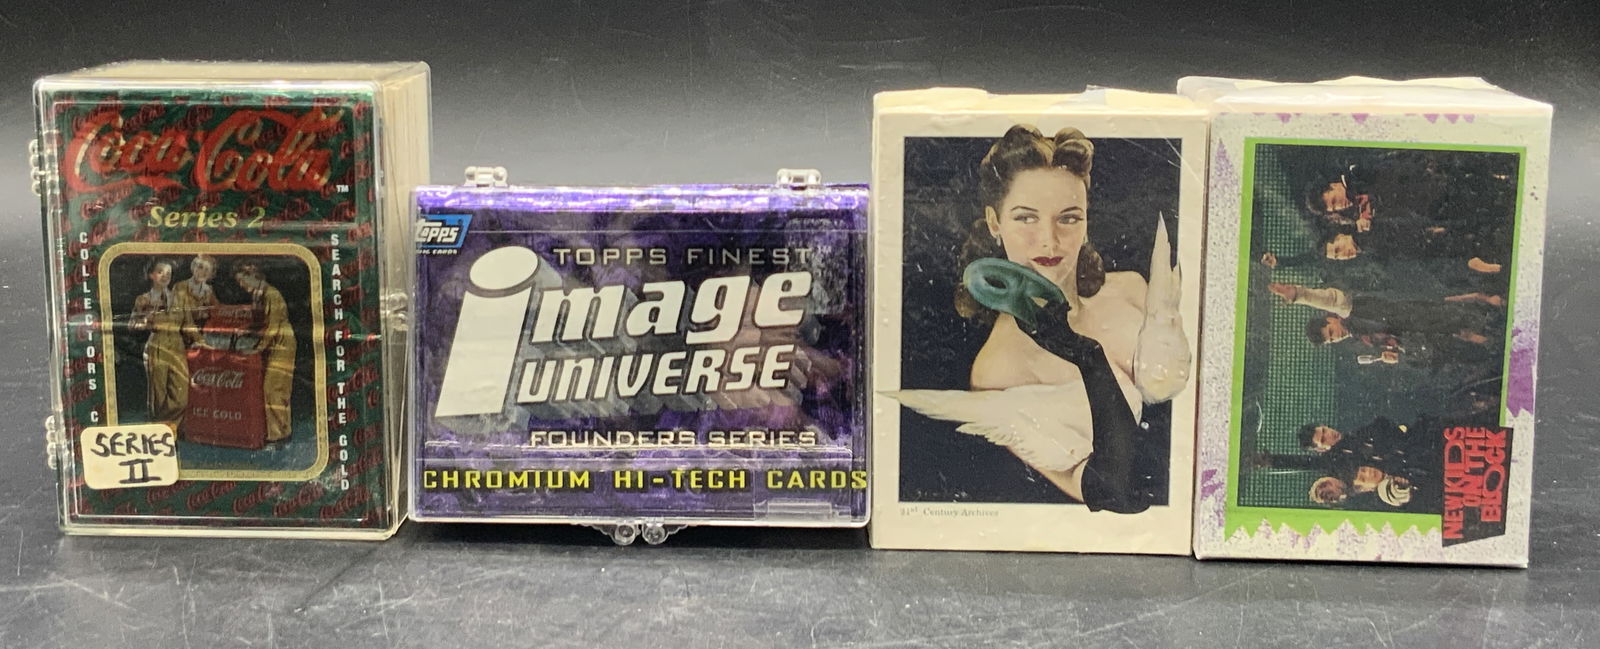 Coca-Cola™
Series 2
COLLECTORS C
SEARCH FOR THE GOLD
Coca-Cola
ICE COLD
SERIES
II
TOPPS
TOPPS FINEST
image
UNIVERSE
FOUNDERS SERIES
CHROMIUM HI-TECH CARDS
21st Century Archives
NEW KIDS
ON THE
BLOCK